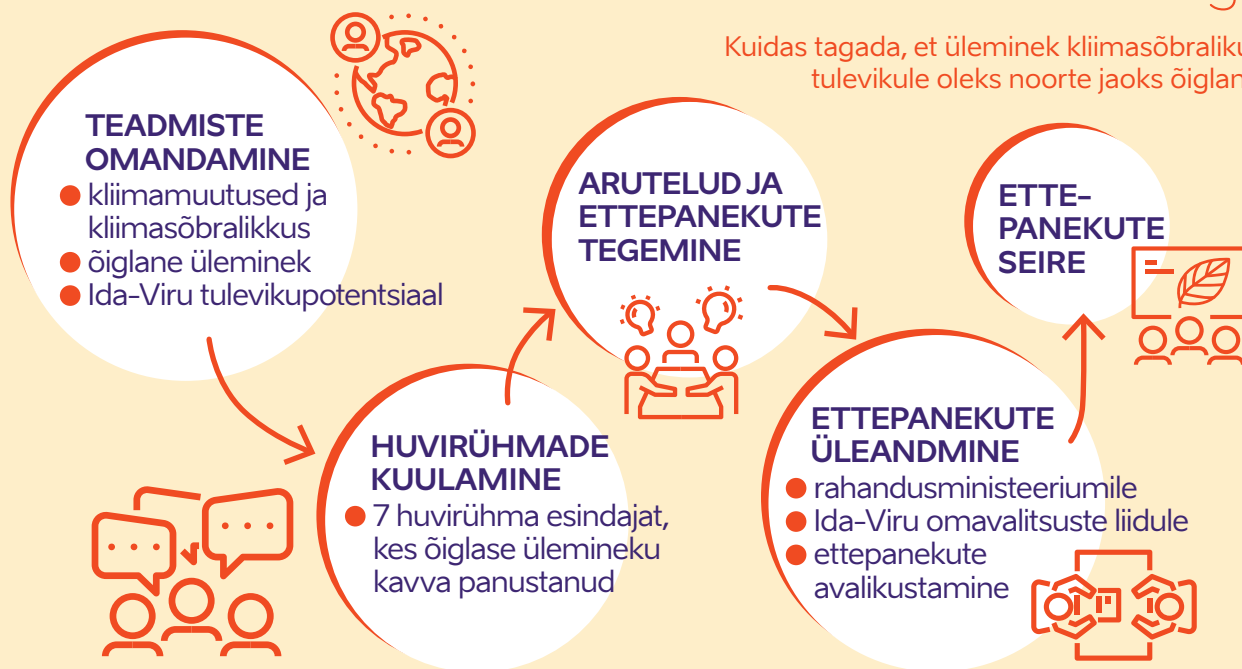 Kuidas tagada, et üleminek kliimasõbraliku
tulevikule oleks noorte jaoks õiglan
TEADMISTE
OMANDAMINE
kliimamuutused ja
kliimasõbralikkus
õiglane üleminek
Ida-Viru tulevikupotentsiaal
HUVIRÜHMADE
KUULAMINE
7 huvirühma esindajat,
kes õiglase ülemineku
kavva panustanud
ARUTELUD JA
ETTEPANEKUTE
TEGEMINE
ETTEPANEKUTE
ÜLEANDMINE
rahandusministeeriumile
Ida-Viru omavalitsuste liidule
ettepanekute
avalikustamine
ETTE-
PANEKUTE
SEIRE